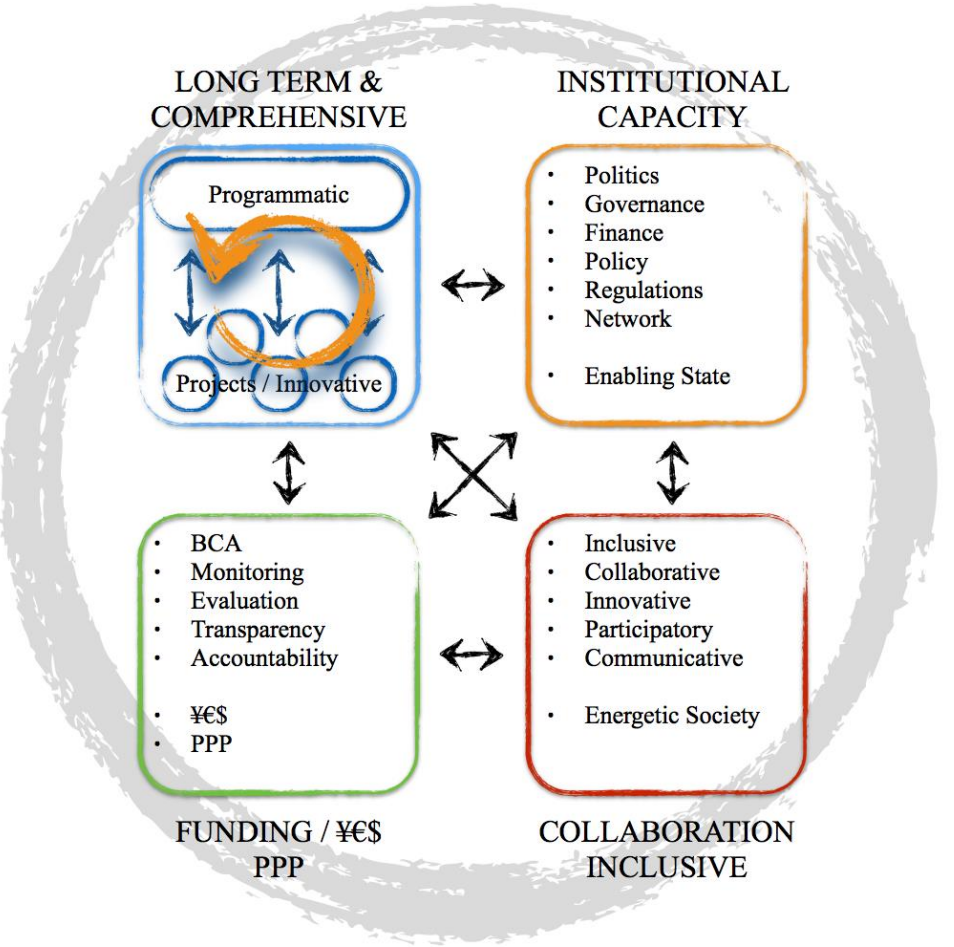 LONG TERM &
COMPREHENSIVE
Programmatic
Projects / Innovative
INSTITUTIONAL
CAPACITY
· Politics
· Governance
· Finance
· Policy
· Regulations
· Network
· Enabling State
· BCA
· Monitoring
· Evaluation
· Transparency
· Accountability
· ¥€$
· PPP
FUNDING / ¥€$
PPP
· Inclusive
· Collaborative
· Innovative
· Participatory
· Communicative
· Energetic Society
COLLABORATION
INCLUSIVE